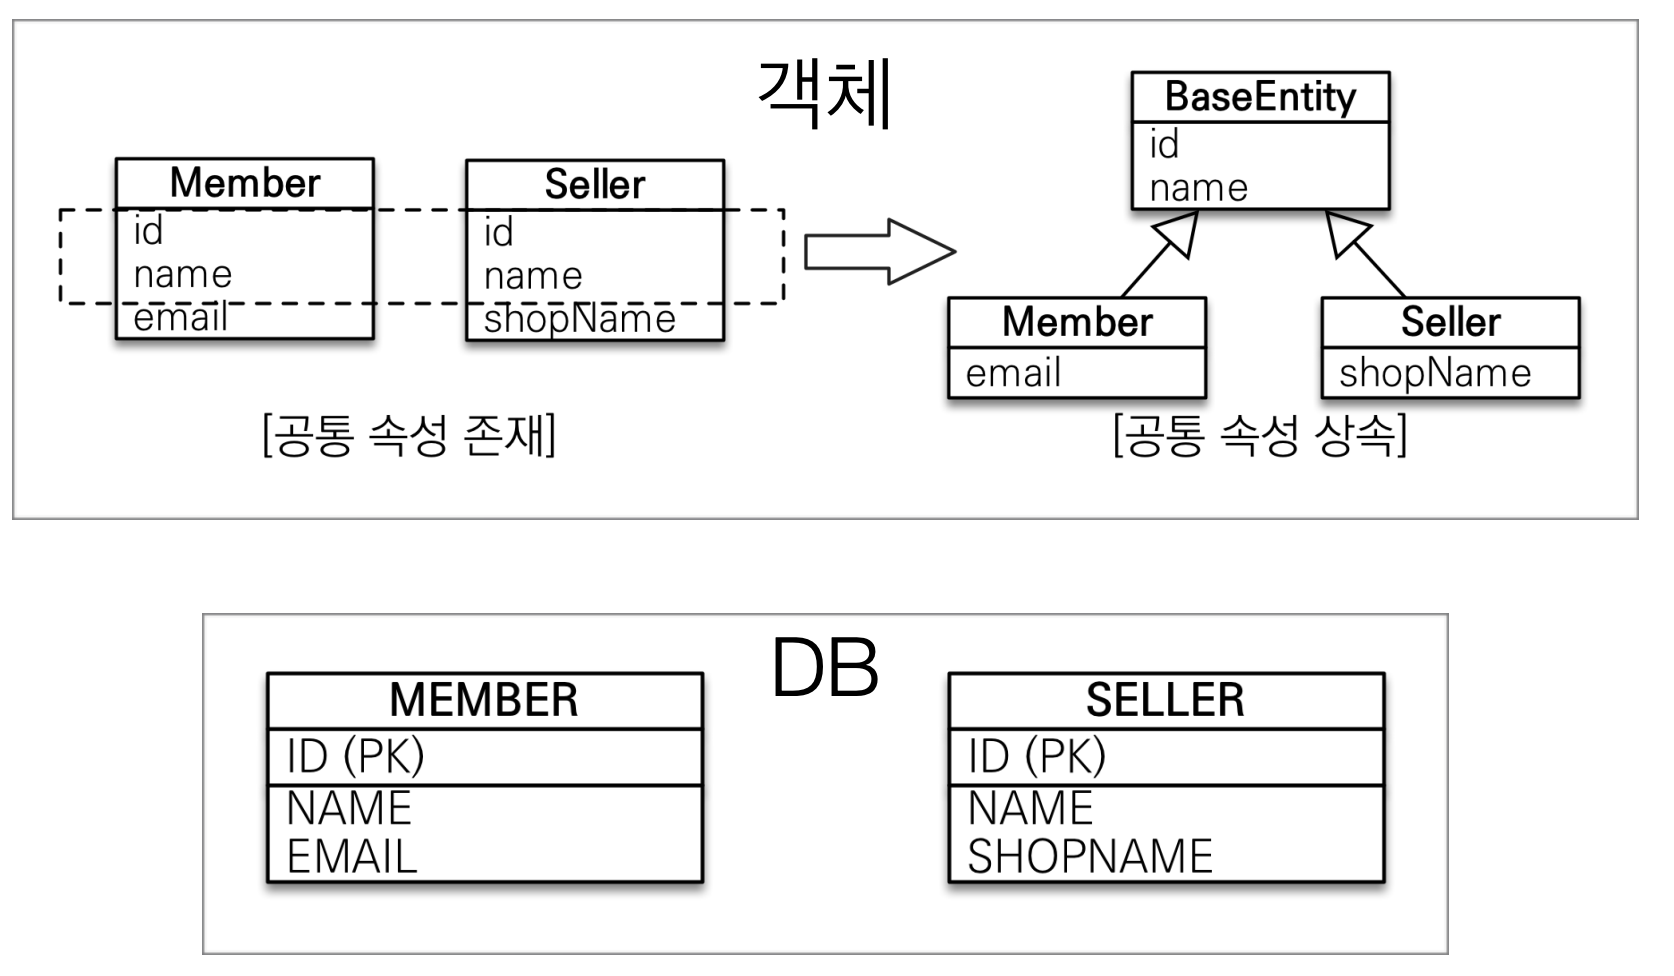 객체
Member
id
name
email
Seller
id
name
shopName
[공통 속성 존재]
BaseEntity
id
name
Member
email
Seller
shopName
[공통 속성 상속]
DB
MEMBER
ID (PK)
NAME
EMAIL
SELLER
ID (PK)
NAME
SHOPNAME